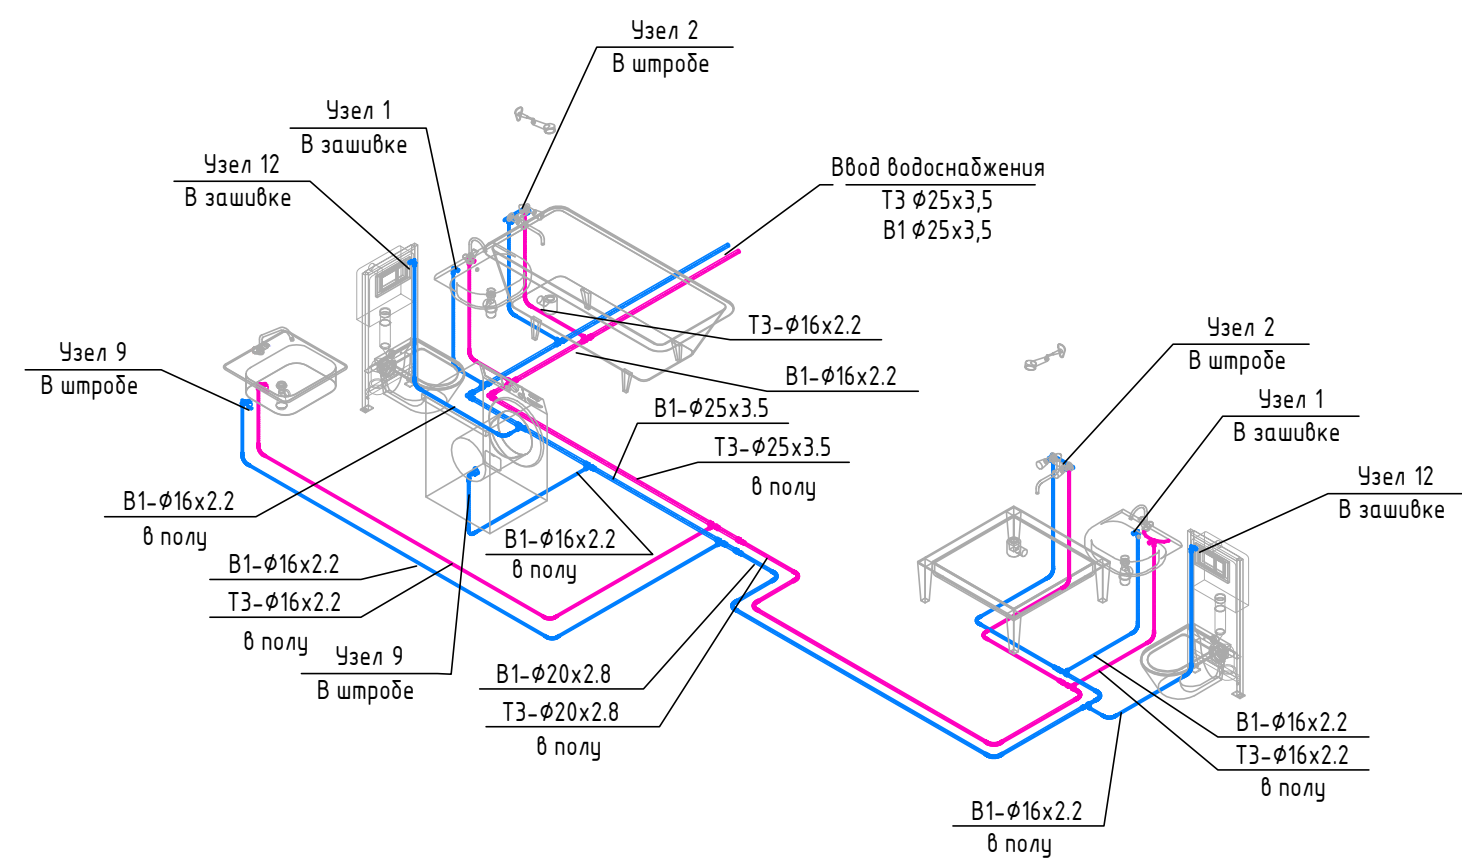 Узел 2
В штробе
Узел 1
В зашивке
Узел 12
В зашивке
Ввод водоснабжения
Т3 Ф25х3,5
В1 Ф25х3,5
Узел 9
В штробе
Т3-Ф16х2.2
В1-Ф16х2.2
Узел 2
В штробе
Узел 1
В зашивке
Узел 12
В зашивке
В1-Ф25х3.5
Т3-Ф25х3.5
в полу
В1-Ф16х2.2
в полу
В1-Ф16х2.2
в полу
В1-Ф16х2.2
Т3-Ф16х2.2
в полу
Узел 9
В штробе
В1-Ф20х2.8
Т3-Ф20х2.8
в полу
В1-Ф16х2.2
Т3-Ф16х2.2
в полу
В1-Ф16х2.2
в полу